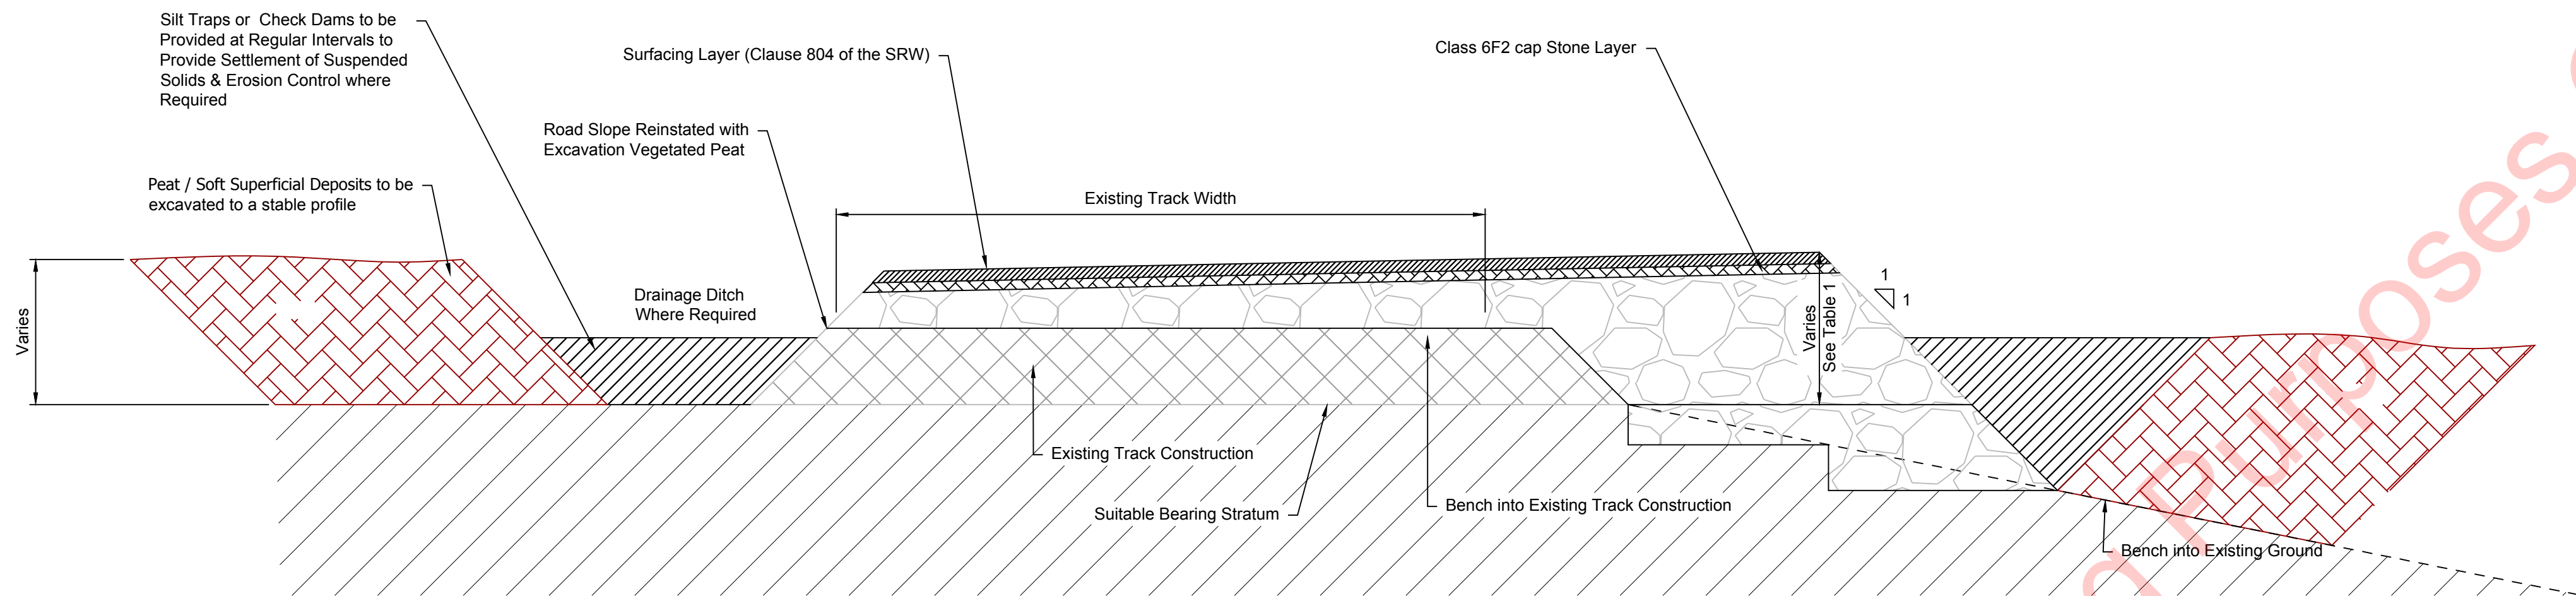 Silt Traps or Check Dams to be
Provided at Regular Intervals to
Provide Settlement of Suspended
Solids & Erosion Control where
Required
Surfacing Layer (Clause 804 of the SRW)
Class 6F2 cap Stone Layer
Road Slope Reinstated with
Excavation Vegetated Peat
Peat / Soft Superficial Deposits to be
excavated to a stable profile
Existing Track Width
Varies
Drainage Ditch
Where Required
1
1
Varies
See Table 1
Existing Track Construction
Suitable Bearing Stratum
Bench into Existing Track Construction
Bench into Existing Ground
Purposes